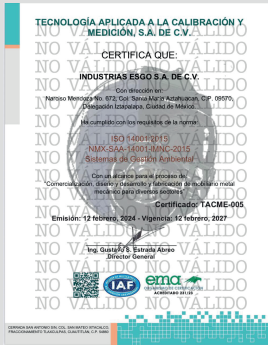 TECNOLOGÍA APLICADA A LA CALIBRACIÓN Y
MEDICIÓN, S.A. DE C.V.
CERTIFICA QUE:
INDUSTRIAS ESGO S.A. DE C.V.
Con dirección en:
Narciso Mendoza No. 672, Col. Santa María Aztahuacan, C.P. 09570,
Delegación Iztapalapa, Ciudad de México.
Ha cumplido con los requisitos de la norma:
ISO 14001:2015
NMX-SAA-14001-IMNC-2015
Sistemas de Gestión Ambiental
Con un alcance para el proceso de:
"Comercialización, diseño y desarrollo y fabricación de mobiliario metal
mecánico para diversos sectores"
Certificado: TACME-005
Emisión: 12 febrero, 2024 - Vigencia: 12 febrero, 2027
Ing. Gustavo S. Estrada Abreo
Director General
IAF
ema
ACREDITADO
NO VÁLIDO